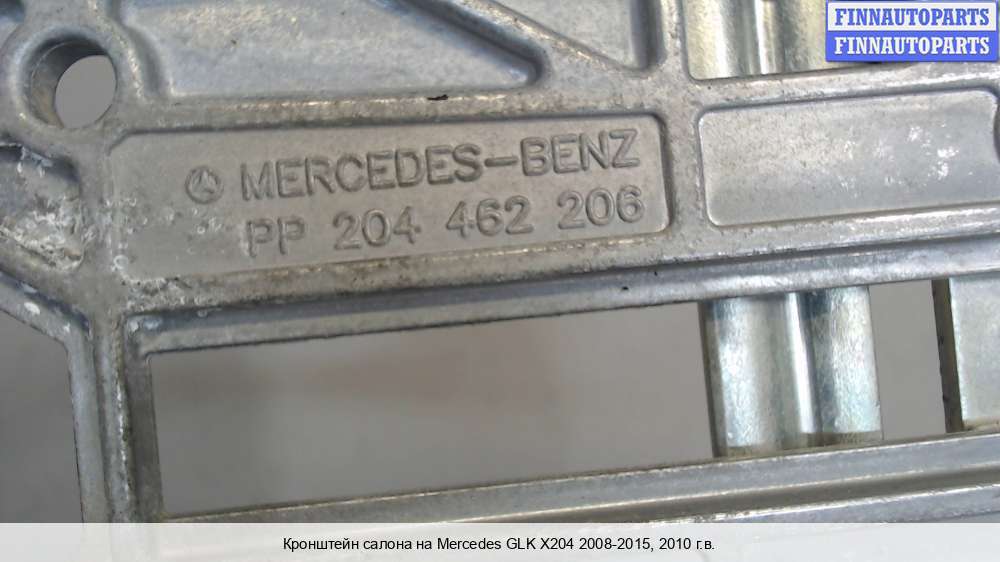 FINNAUTOPARTS
FINNAUTOPARTS
MERCEDES-BENZ
PP 204 462 206
Кронштейн салона на Mercedes GLK X204 2008-2015, 2010 г.в.